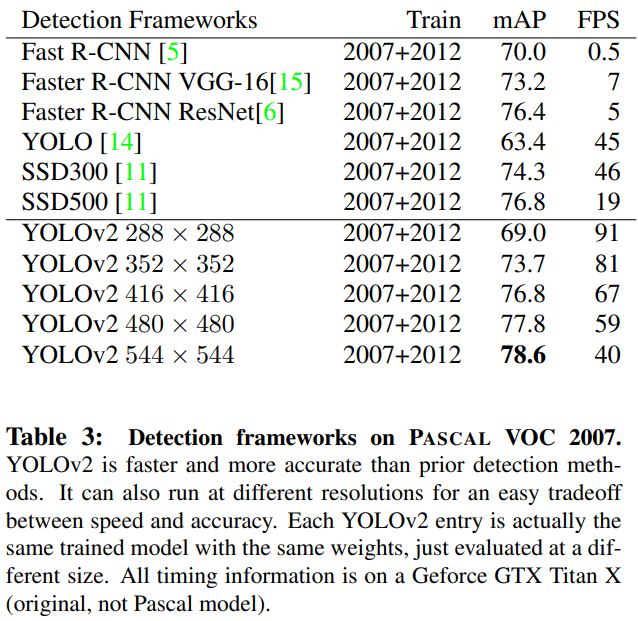 Detection Frameworks Train mAP FPS
Fast R-CNN [5] 2007+2012 70.0 0.5
Faster R-CNN VGG-16[15] 2007+2012 73.2 7
Faster R-CNN ResNet[6] 2007+2012 76.4 5
YOLO [14] 2007+2012 63.4 45
SSD300 [11] 2007+2012 74.3 46
SSD500 [11] 2007+2012 76.8 19
YOLOv2 288 × 288 2007+2012 69.0 91
YOLOv2 352 × 352 2007+2012 73.7 81
YOLOv2 416 × 416 2007+2012 76.8 67
YOLOv2 480 × 480 2007+2012 77.8 59
YOLOv2 544 × 544 2007+2012 78.6 40
Table 3: Detection frameworks on PASCAL VOC 2007.
YOLOv2 is faster and more accurate than prior detection meth-
ods. It can also run at different resolutions for an easy tradeoff
between speed and accuracy. Each YOLOv2 entry is actually the
same trained model with the same weights, just evaluated at a dif-
ferent size. All timing information is on a Geforce GTX Titan X
(original, not Pascal model).